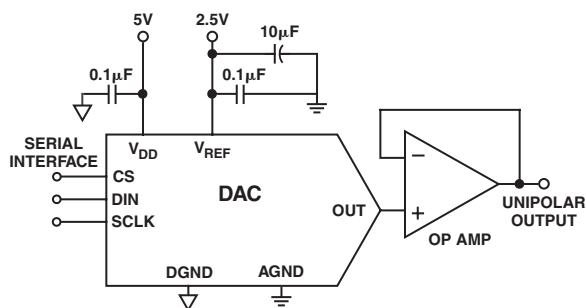 5V
2.5V
10µF
0.1µF
0.1µF
SERIAL
INTERFACE
VDD
VREF
CS
DIN
SCLK
DAC
OUT
DGND
AGND
−
+
OP AMP
UNIPOLAR
OUTPUT